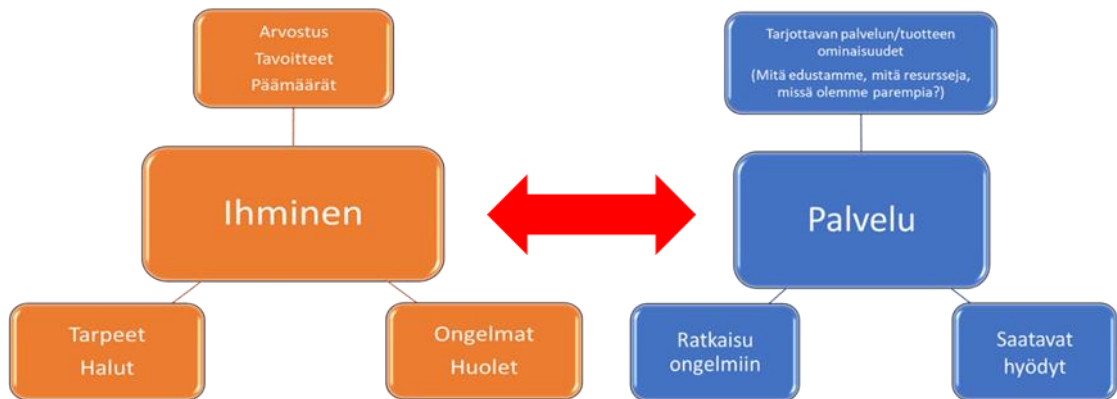 Arvostus
Tavoitteet
Päämäärät
Ihminen
Tarpeet
Halut
Ongelmat
Huolet
Tarjottavan palvelun/tuotteen
ominaisuudet
(Mitä edustamme, mitä resursseja,
missä olemme parempia?)
Palvelu
Ratkaisu
ongelmiin
Saatavat
hyödyt